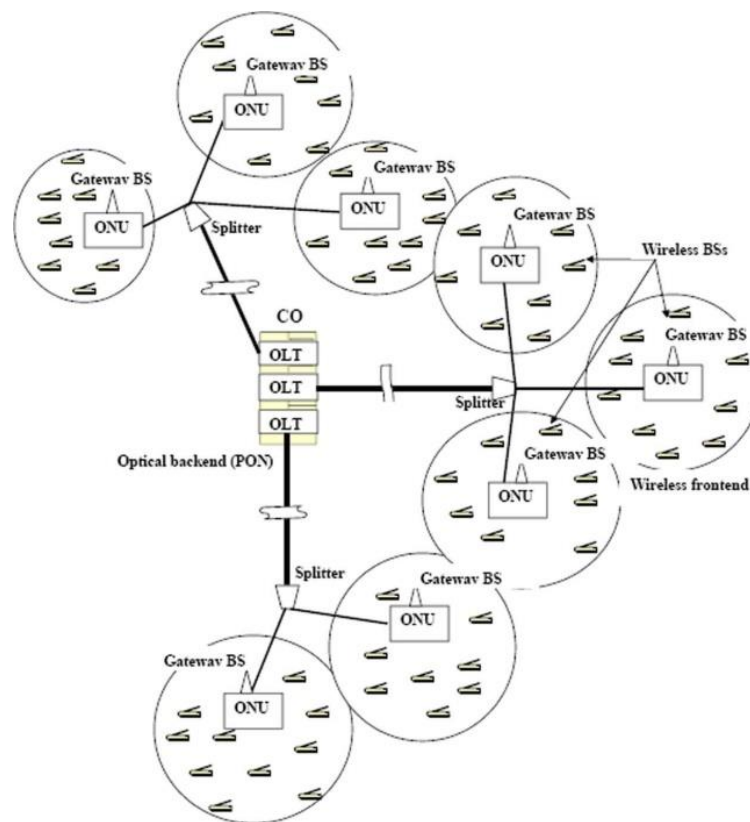 Gatewav BS
ONU
Gatewav BS
ONU
Gatewav BS
ONU
Splitter
Gatewav BS
ONU
Wireless BSs
CO
OLT
OLT
OLT
Splitter
Gatewav BS
ONU
Optical backend (PON)
Gatewav BS
ONU
Wireless frontend
Splitter
Gatewav BS
ONU
Gatewav BS
ONU